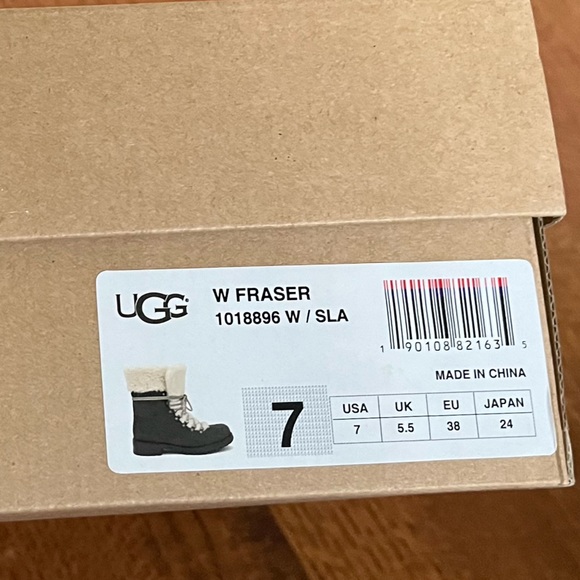 UGG
W FRASER
1018896 W / SLA
1 90108 82163 5
MADE IN CHINA
7
USA UK EU JAPAN
7 5.5 38 24